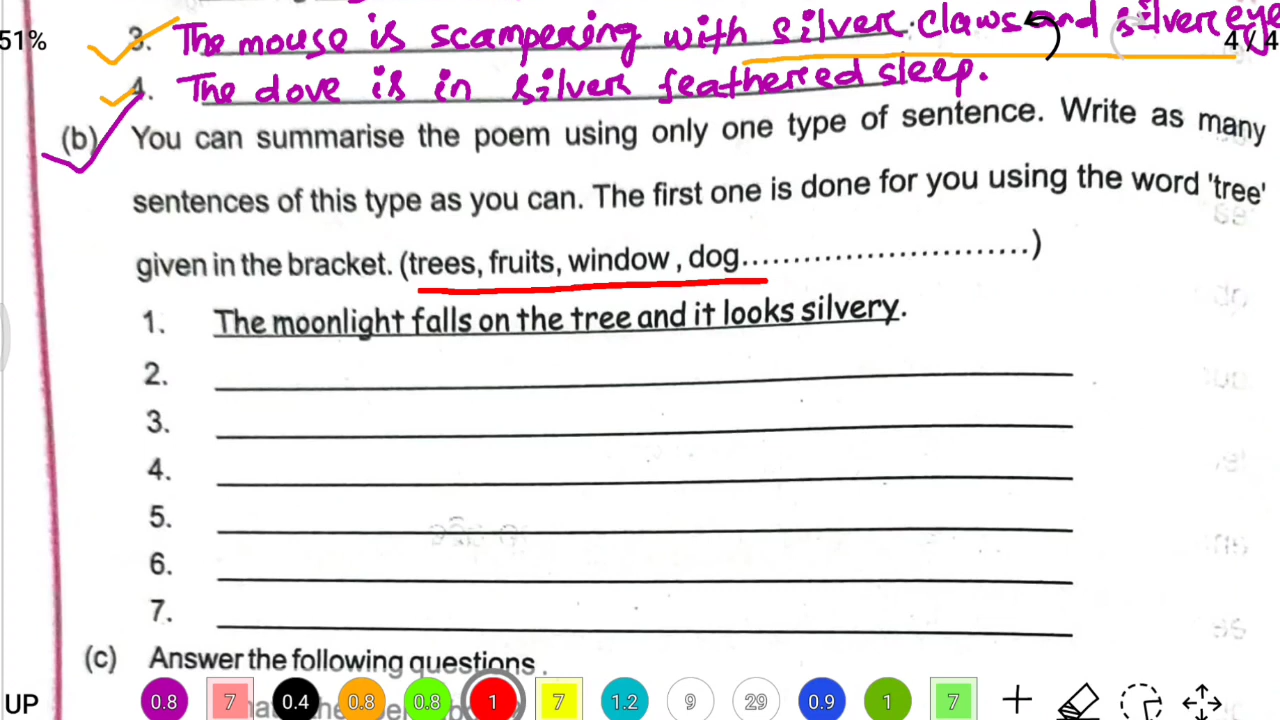 51%
3. The mouse is scampering with silver claws and silver eye
4 / 4
4. The dove is in silver feathered sleep.
(b) You can summarise the poem using only one type of sentence. Write as many
sentences of this type as you can. The first one is done for you using the word 'tree'
given in the bracket. (trees, fruits, window , dog............................)
1. The moonlight falls on the tree and it looks silvery.
2.
3.
4.
5.
6.
7.
(c) Answer the following questions .
UP 0.8 7 0.4 0.8 0.8 1 7 1.2 9 29 0.9 1 7